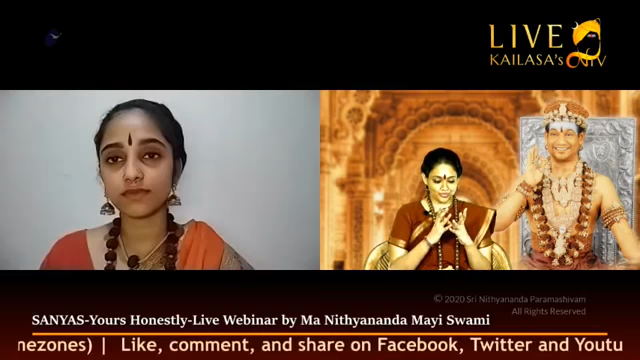 LIVE
KAILASA's NTV
© 2020 Sri Nithyananda Paramashivam
All Rights Reserved
SANYAS-Yours Honestly-Live Webinar by Ma Nithyananda Mayi Swami
nezones) | Like, comment, and share on Facebook, Twitter and Youtu